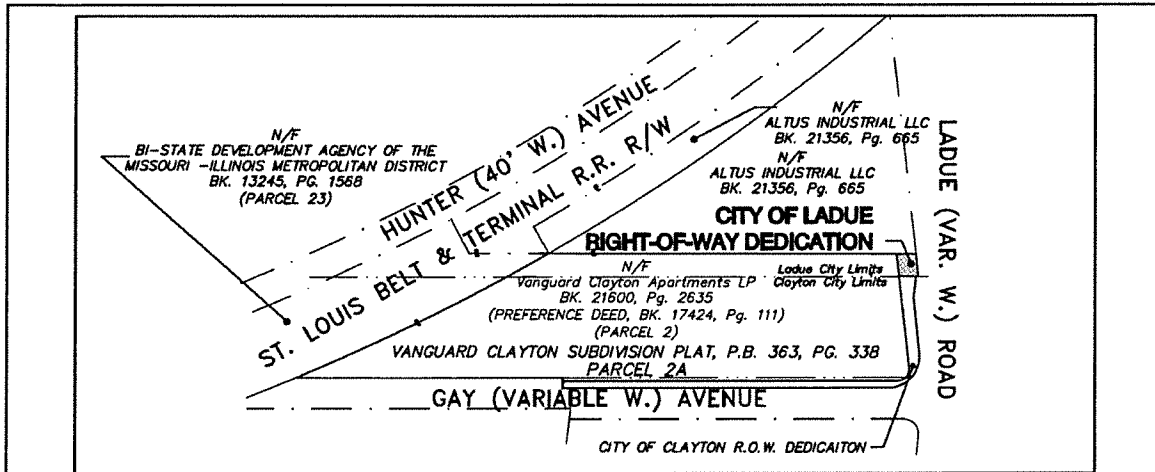 N/F
BI-STATE DEVELOPMENT AGENCY OF THE
MISSOURI -ILLINOIS METROPOLITAN DISTRICT
BK. 13245, PG. 1568
(PARCEL 23)
HUNTER (40' W.) AVENUE
ST. LOUIS BELT & TERMINAL R.R. R/W
N/F
ALTUS INDUSTRIAL LLC
BK. 21356, Pg. 665
N/F
ALTUS INDUSTRIAL LLC
BK. 21356, Pg. 665
LADUE (VAR. W.) ROAD
CITY OF LADUE
RIGHT-OF-WAY DEDICATION
Ladue City Limits
Clayton City Limits
N/F
Vanguard Clayton Apartments LP
BK. 21600, Pg. 2635
(PREFERENCE DEED, BK. 17424, Pg. 111)
(PARCEL 2)
VANGUARD CLAYTON SUBDIVISION PLAT, P.B. 363, PG. 338
PARCEL 2A
GAY (VARIABLE W.) AVENUE
CITY OF CLAYTON R.O.W. DEDICAITON